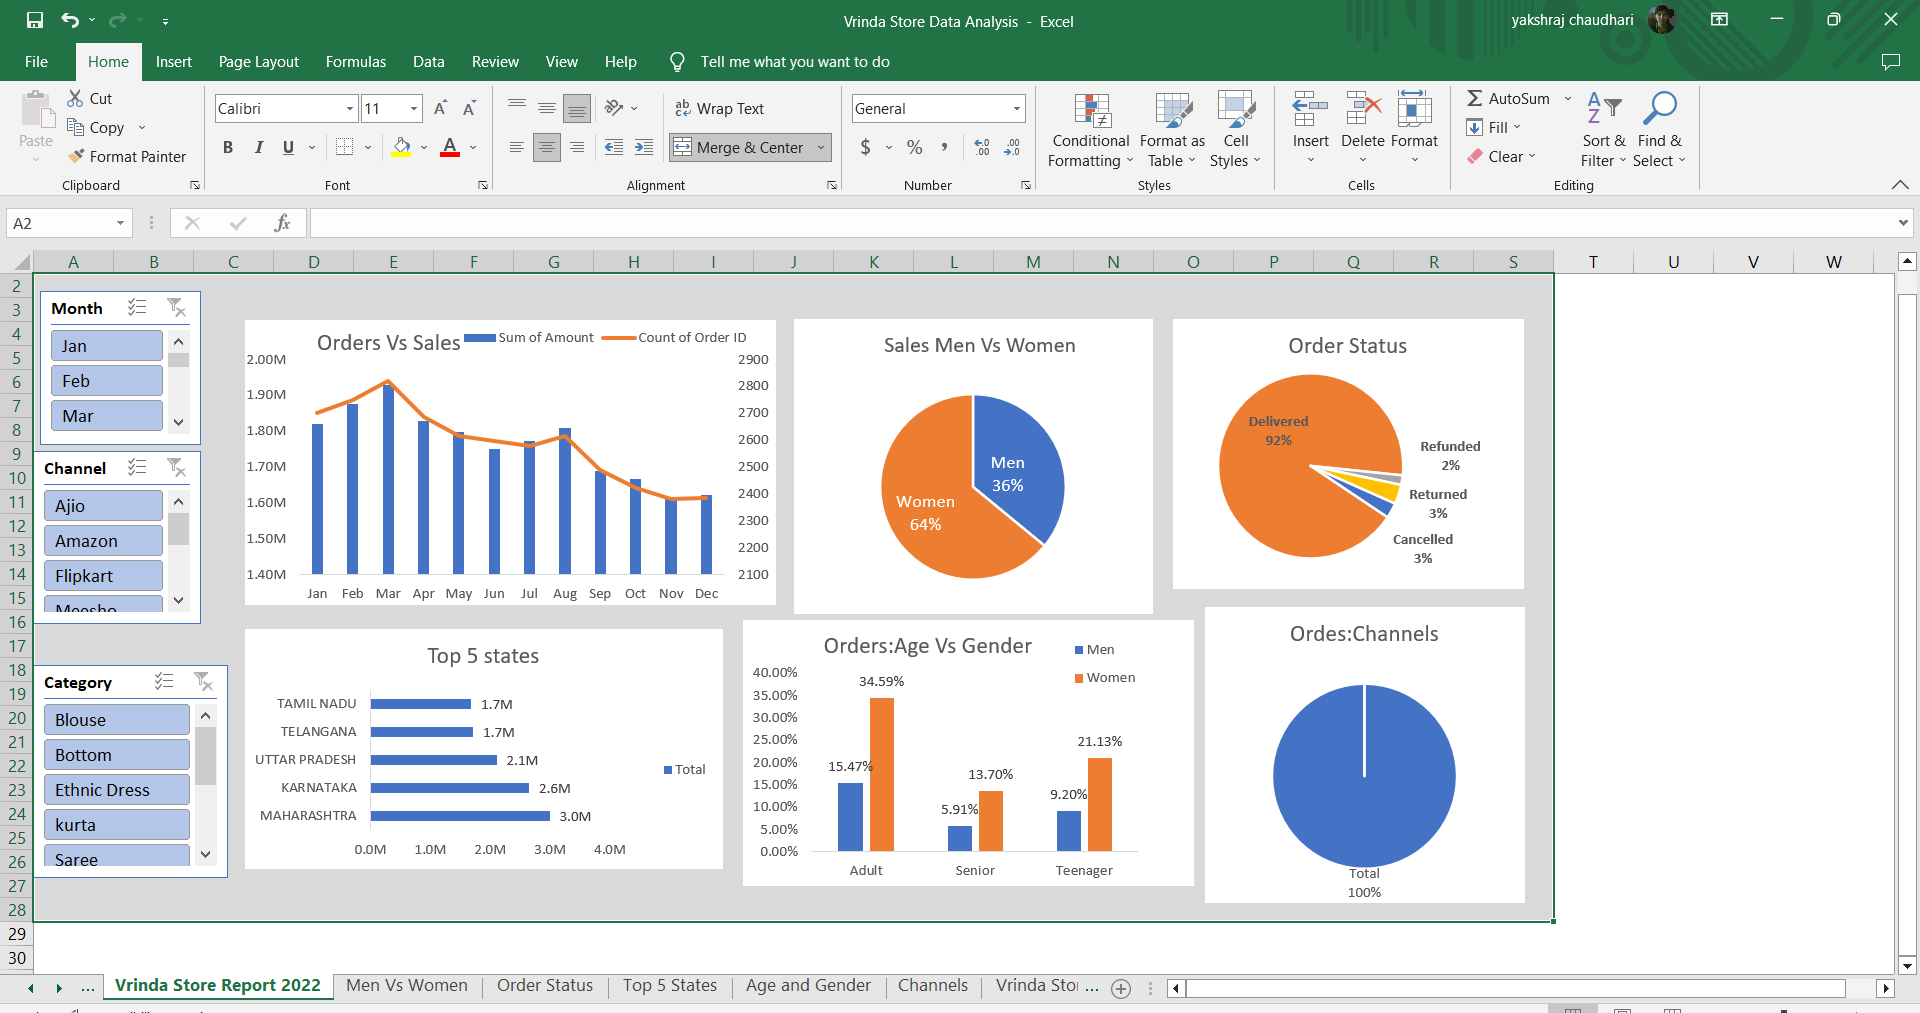 Vrinda Store Data Analysis - Excel
yakshraj chaudhari
File Home Insert Page Layout Formulas Data Review View Help Tell me what you want to do
Paste
Cut
Copy
Format Painter
Clipboard
Calibri 11
B I U A
Font
ab Wrap Text
Merge & Center
Alignment
General
$ % ,
Number
Conditional Formatting
Format as Table
Cell Styles
Styles
Insert Delete Format
Cells
AutoSum
Fill
Clear
Sort & Filter
Find & Select
Editing
A2 fx
A B C D E F G H I J K L M N O P Q R S T U V W
2
3
4
5
6
7
8
9
10
11
12
13
14
15
16
17
18
19
20
21
22
23
24
25
26
27
28
29
30
Month
Jan
Feb
Mar
Channel
Ajio
Amazon
Flipkart
Meesho
Category
Blouse
Bottom
Ethnic Dress
kurta
Saree
Orders Vs Sales
Sum of Amount Count of Order ID
2.00M
1.90M
1.80M
1.70M
1.60M
1.50M
1.40M
2900
2800
2700
2600
2500
2400
2300
2200
2100
Jan Feb Mar Apr May Jun Jul Aug Sep Oct Nov Dec
Sales Men Vs Women
Men
36%
Women
64%
Order Status
Delivered
92%
Refunded
2%
Returned
3%
Cancelled
3%
Top 5 states
TAMIL NADU 1.7M
TELANGANA 1.7M
UTTAR PRADESH 2.1M
KARNATAKA 2.6M
MAHARASHTRA 3.0M
0.0M 1.0M 2.0M 3.0M 4.0M
Total
Orders:Age Vs Gender
Men
Women
40.00%
35.00%
30.00%
25.00%
20.00%
15.00%
10.00%
5.00%
0.00%
15.47% 34.59%
5.91% 13.70%
9.20% 21.13%
Adult Senior Teenager
Ordes:Channels
Total
100%
... Vrinda Store Report 2022 Men Vs Women Order Status Top 5 States Age and Gender Channels Vrinda Sto ...